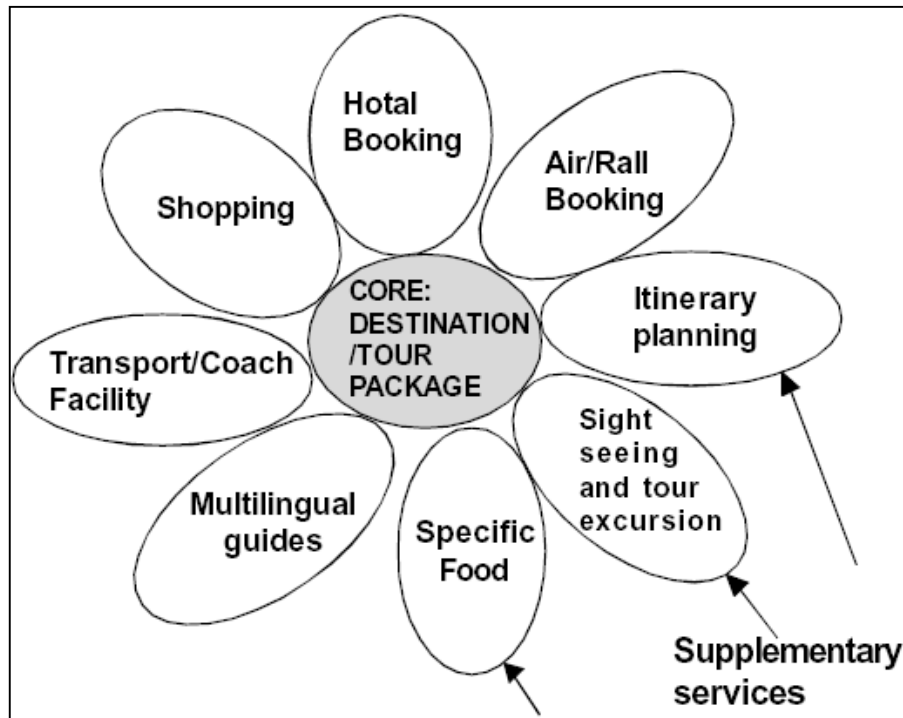 Hotal
Booking
Air/Rall
Booking
Shopping
CORE:
DESTINATION
/TOUR
PACKAGE
Itinerary
planning
Transport/Coach
Facility
Sight
seeing
and tour
excursion
Multilingual
guides
Specific
Food
Supplementary
services